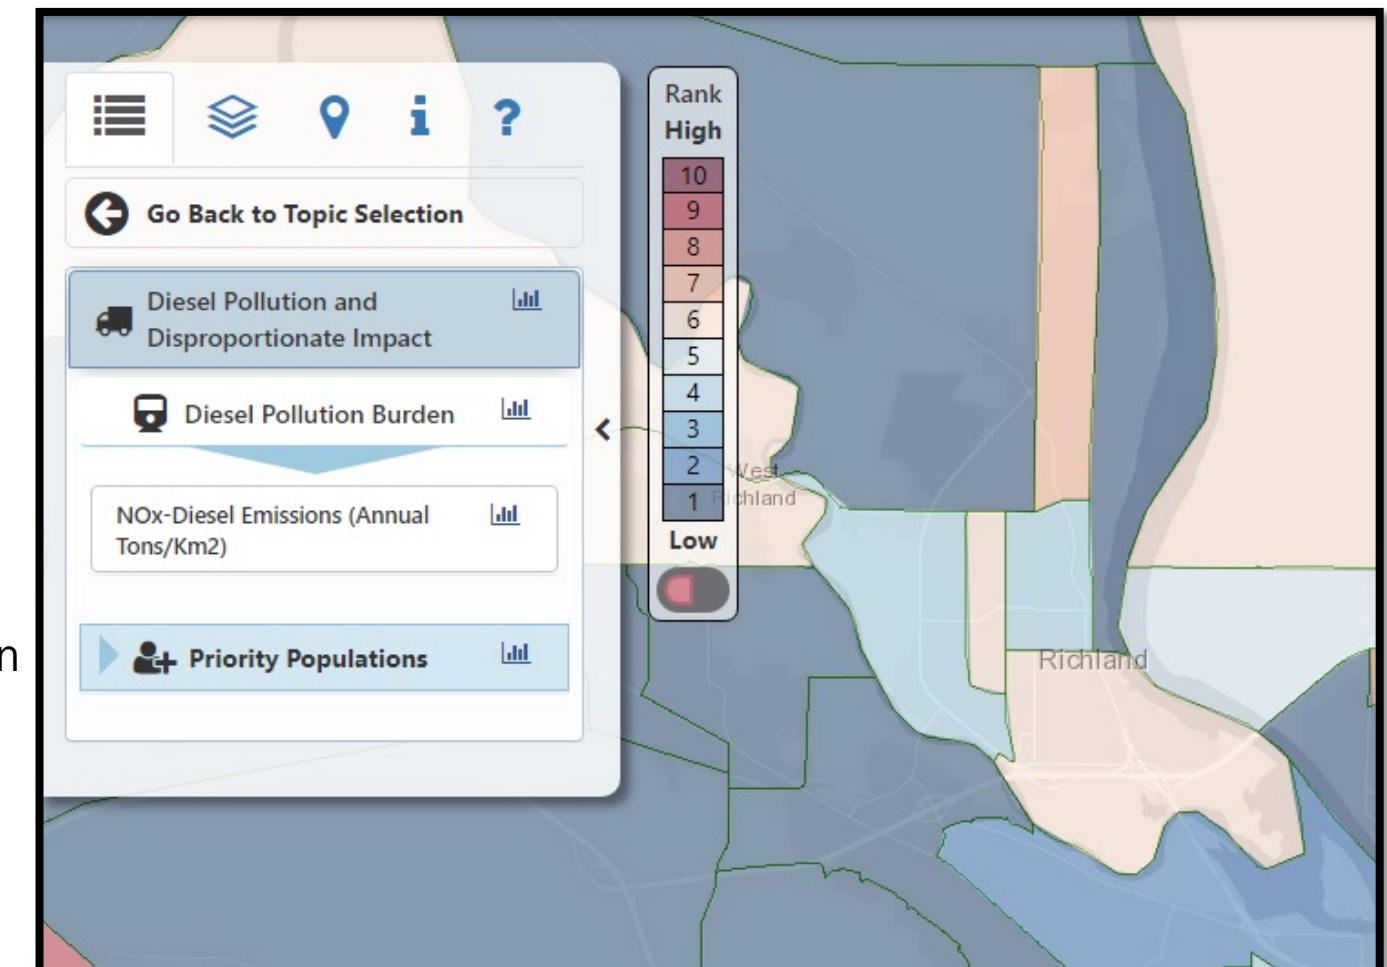 Go Back to Topic Selection
Diesel Pollution and
Disproportionate Impact
Diesel Pollution Burden
NOx-Diesel Emissions (Annual
Tons/Km2)
Priority Populations
n
Rank
High
10
9
8
7
6
5
4
3
2
1
Low
West
Richland
Richland